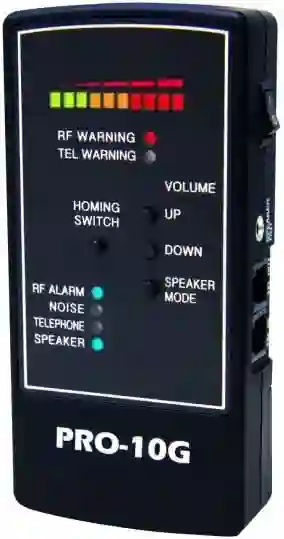 RF WARNING
TEL WARNING
VOLUME
HOMING
SWITCH
UP
DOWN
SPEAKER
MODE
RF ALARM
NOISE
TELEPHONE
SPEAKER
PRO-10G